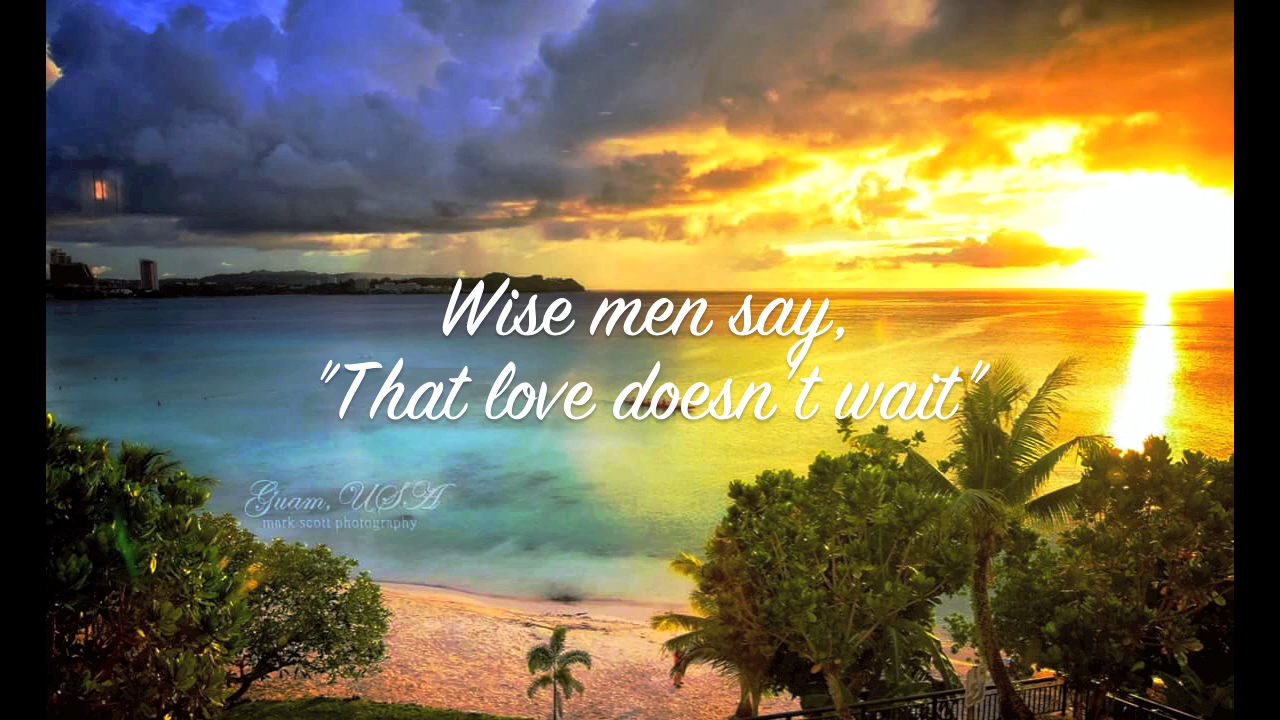 Wise men say,
"That love doesn't wait"
Guam, USA
mark scott photography